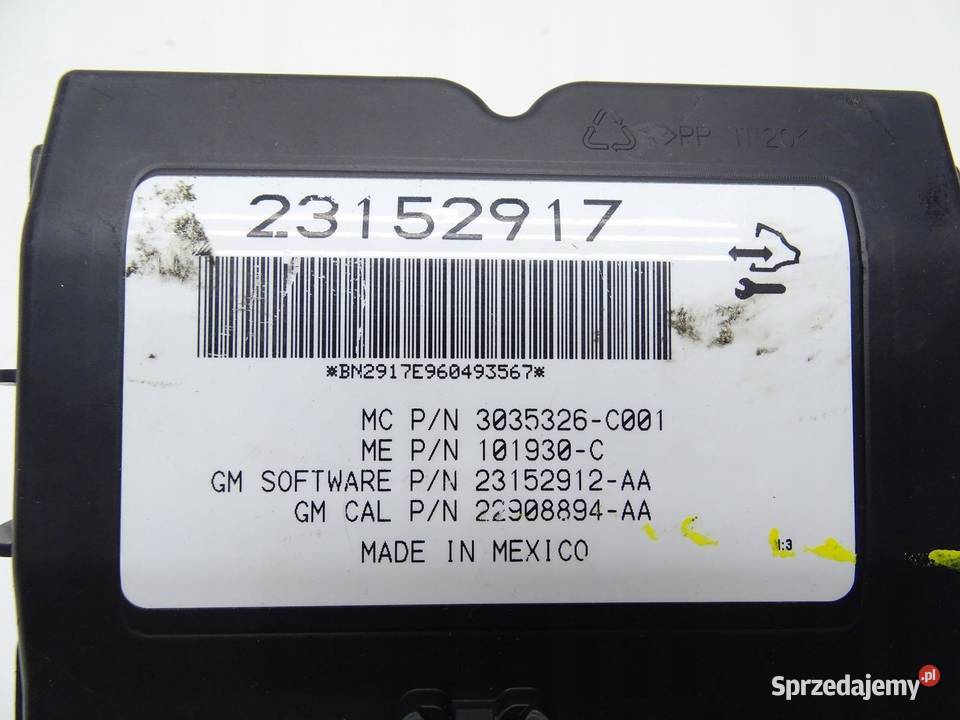 >PP
23152917
*BN2917E960493567*
MC P/N 3035326-C001
ME P/N 101930-C
GM SOFTWARE P/N 23152912-AA
GM CAL P/N 22908894-AA
MADE IN MEXICO
Sprzedajemy.pl